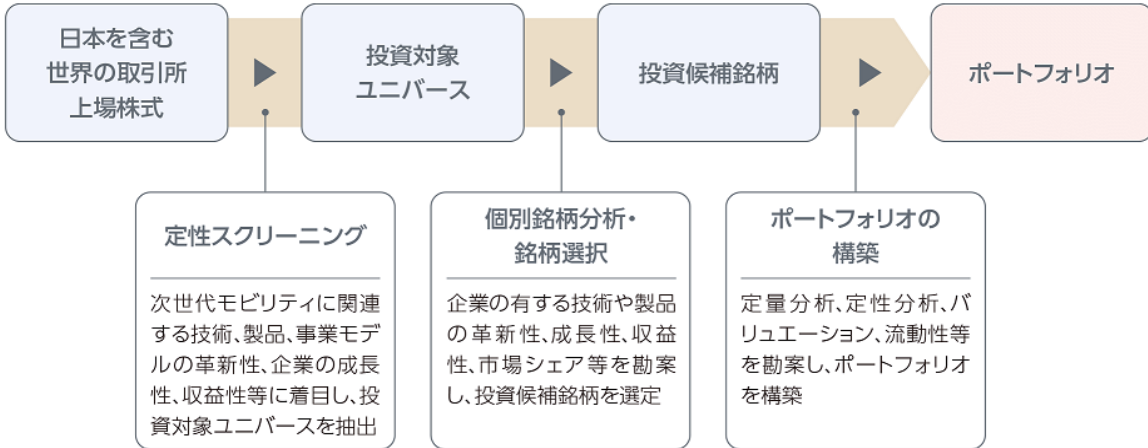 日本を含む
世界の取引所
上場株式
投資対象
ユニバース
投資候補銘柄
ポートフォリオ
定性スクリーニング
次世代モビリティに関連
する技術、製品、事業モデ
ルの革新性、企業の成長
性、収益性等に着目し、投
資対象ユニバースを抽出
個別銘柄分析・
銘柄選択
企業の有する技術や製品
の革新性、成長性、収益
性、市場シェア等を勘案
し、投資候補銘柄を選定
ポートフォリオの
構築
定量分析、定性分析、バ
リュエーション、流動性等
を勘案し、ポートフォリオ
を構築